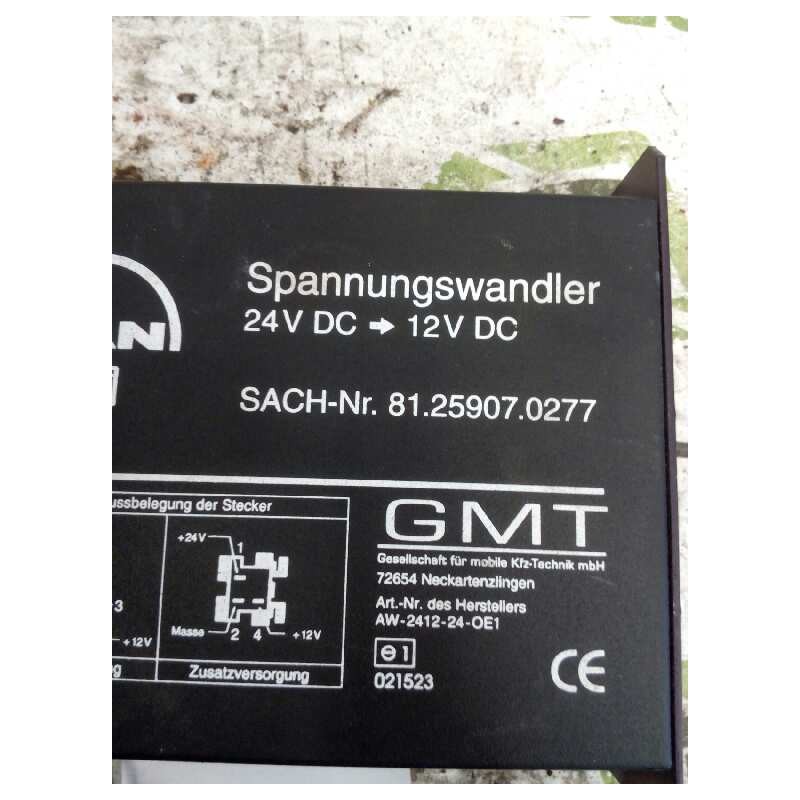 Spannungswandler
24V DC → 12V DC
SACH-Nr. 81.25907.0277
ussbelegung der Stecker
+24V
1
3
+12V
Masse
2 4
+12V
g
Zusatzversorgung
GMT
Gesellschaft für mobile Kfz-Technik mbH
72654 Neckartenzlingen
Art.-Nr. des Herstellers
AW-2412-24-OE1
e1
021523
CE
AN